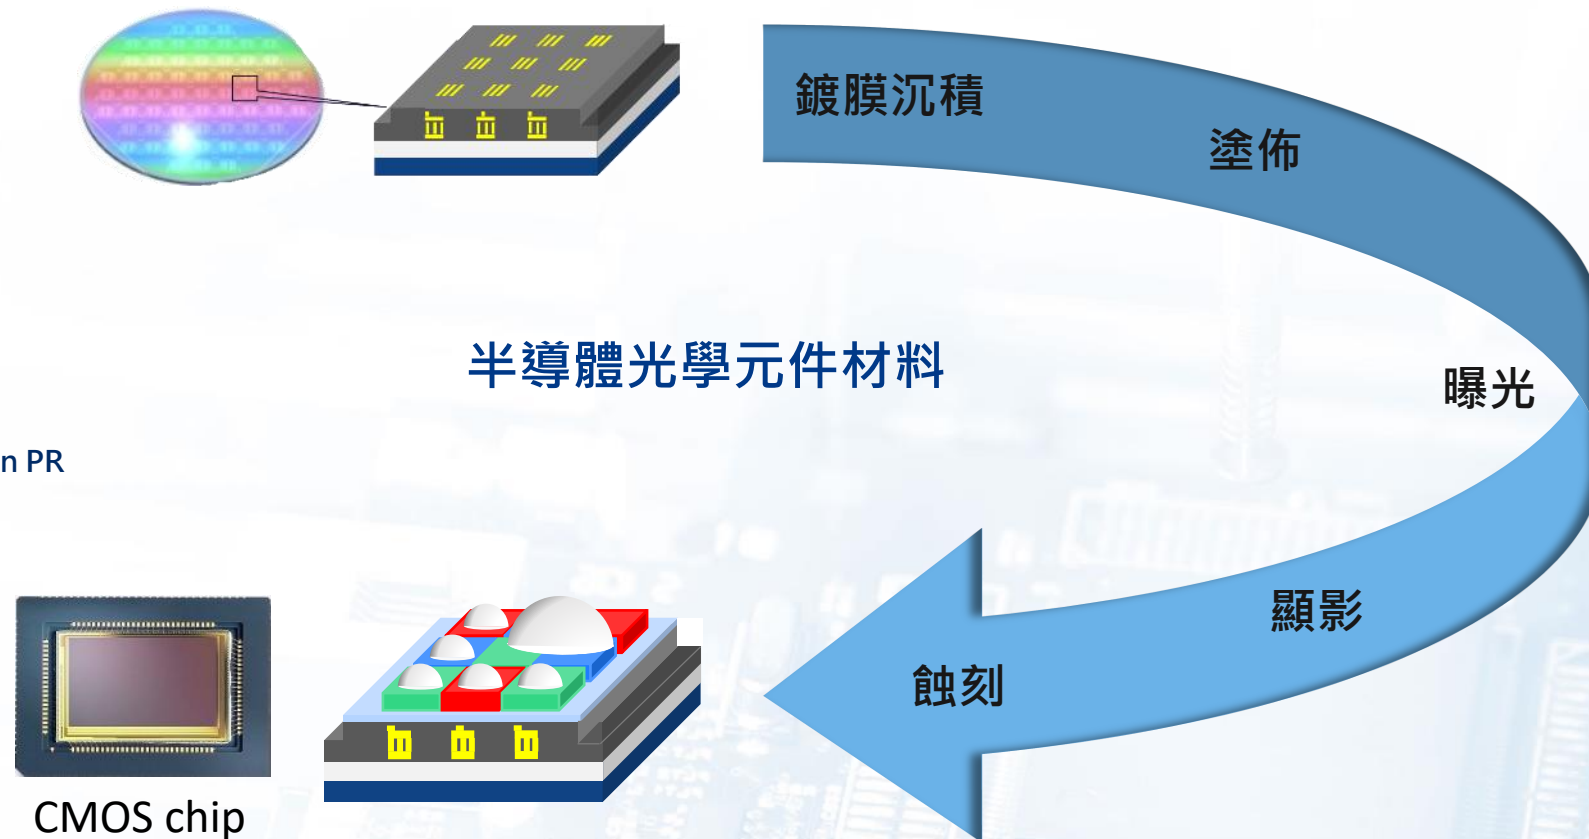 鍍膜沉積
塗佈
半導體光學元件材料
曝光
n PR
顯影
蝕刻
CMOS chip